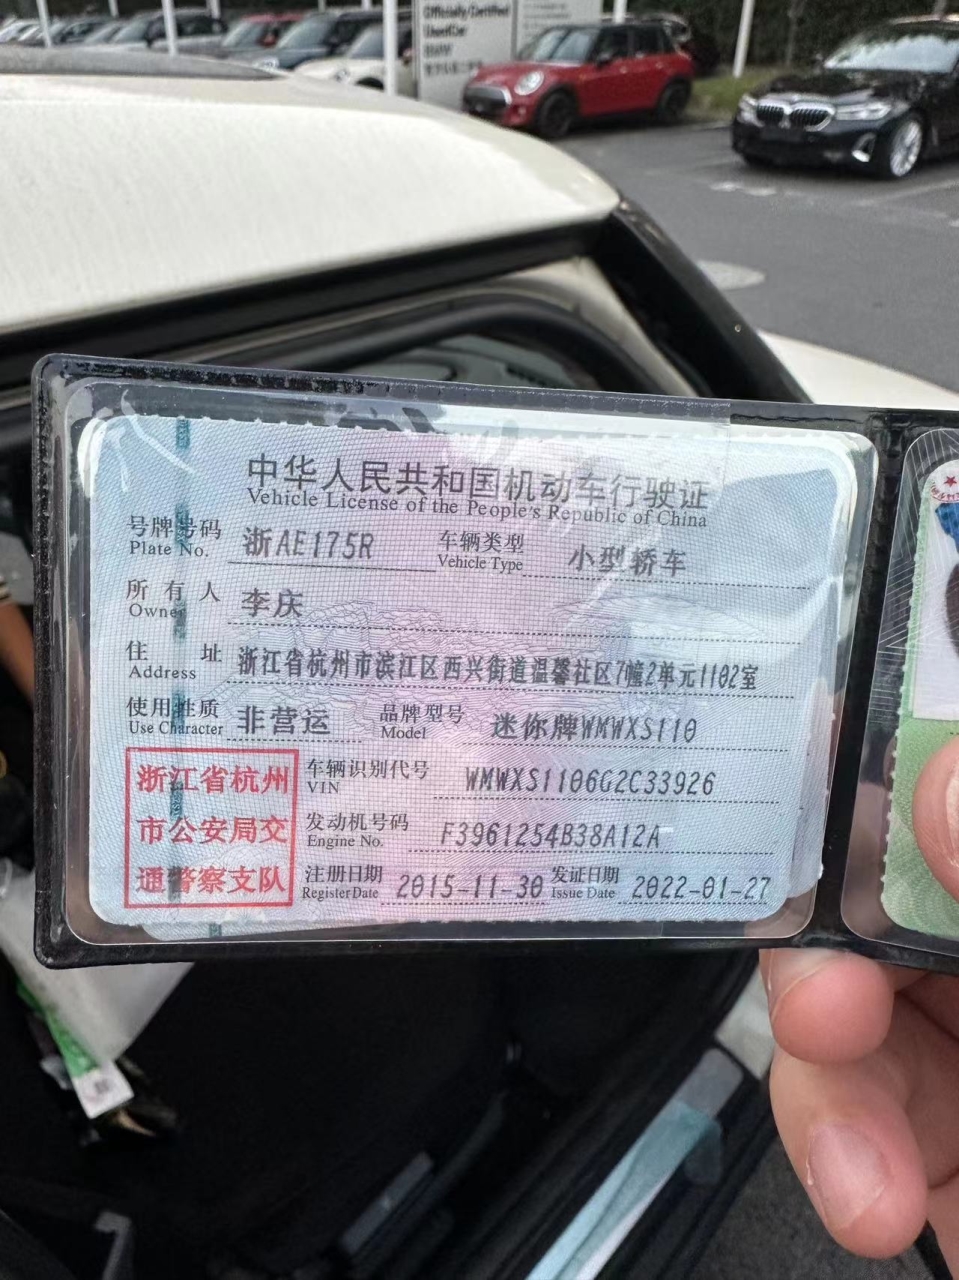 Officially Certified
Used Car
BMW
中华人民共和国机动车行驶证
Vehicle License of the People's Republic of China
号牌号码 浙AE175R 车辆类型 小型轿车
Plate No. Vehicle Type
所有人 李庆
Owner
住址 浙江省杭州市滨江区西兴街道温馨社区7幢2单元1102室
Address
使用性质 非营运 品牌型号 迷你牌WMWXS110
Use Character Model
浙江省杭州
市公安局交
通警察支队
车辆识别代号 WMWXS1106G2C33926
VIN
发动机号码 F3961254B38A12A
Engine No.
注册日期 2015-11-30 发证日期 2022-01-27
Register Date Issue Date